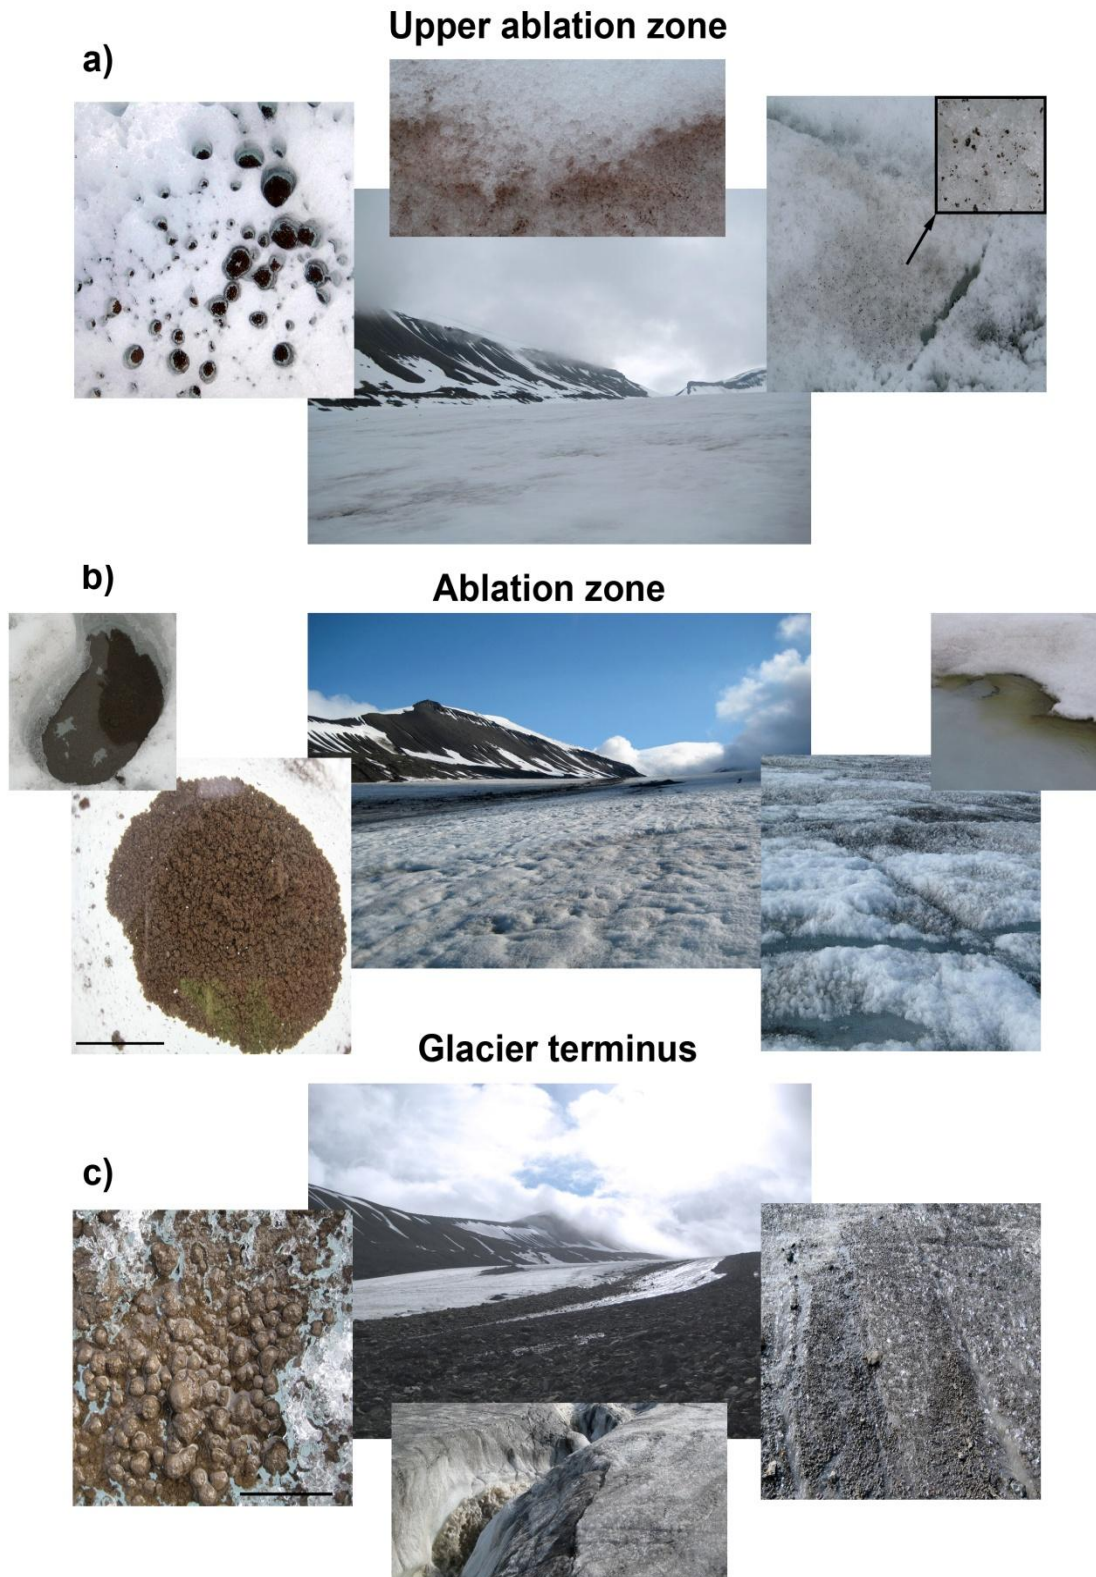 Upper ablation zone
a)
b)
Ablation zone
Glacier terminus
c)